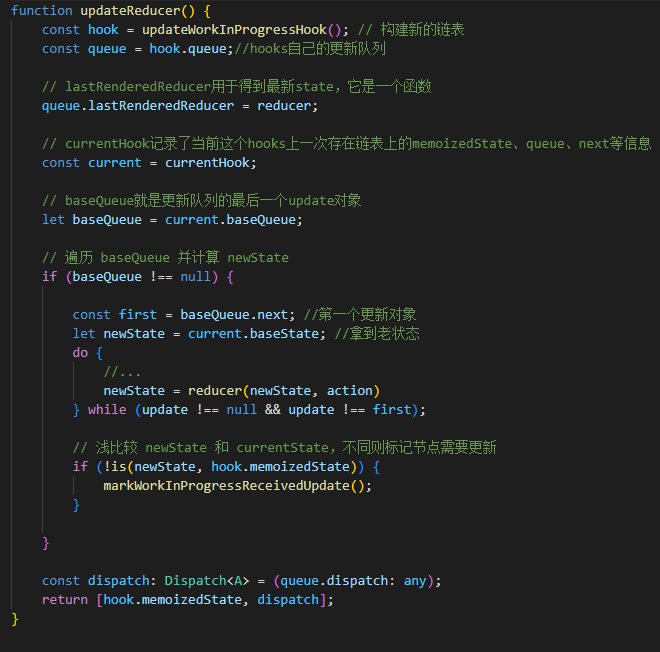 function updateReducer() {
const hook = updateWorkInProgressHook(); // 构建新的链表
const queue = hook.queue;//hooks自己的更新队列
// lastRenderedReducer用于得到最新state，它是一个函数
queue.lastRenderedReducer = reducer;
// currentHook记录了当前这个hooks上一次存在链表上的memoizedState、queue、next等信息
const current = currentHook;
// baseQueue就是更新队列的最后一个update对象
let baseQueue = current.baseQueue;
// 遍历 baseQueue 并计算 newState
if (baseQueue !== null) {
const first = baseQueue.next; //第一个更新对象
let newState = current.baseState; //拿到老状态
do {
//...
newState = reducer(newState, action)
} while (update !== null && update !== first);
// 浅比较 newState 和 currentState，不同则标记节点需要更新
if (!is(newState, hook.memoizedState)) {
markWorkInProgressReceivedUpdate();
}
}
const dispatch: Dispatch<A> = (queue.dispatch: any);
return [hook.memoizedState, dispatch];
}